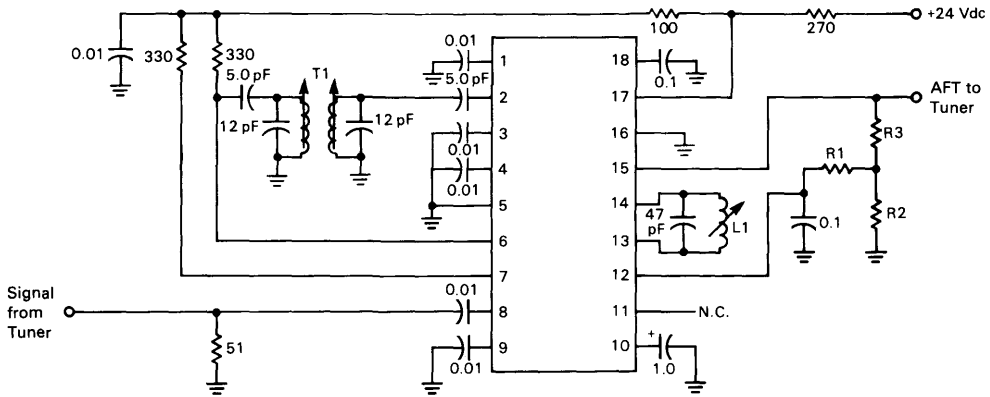 +24 Vdc
100
270
0.01
330
330
0.01
1
18
0.1
5.0 pF
T1
5.0 pF
2
17
AFT to
Tuner
12 pF
12 pF
3
0.01
16
R3
4
0.01
15
R1
5
14
47
pF
L1
0.1
R2
6
13
7
12
Signal
from
Tuner
0.01
8
11
N.C.
51
9
0.01
10
+
1.0